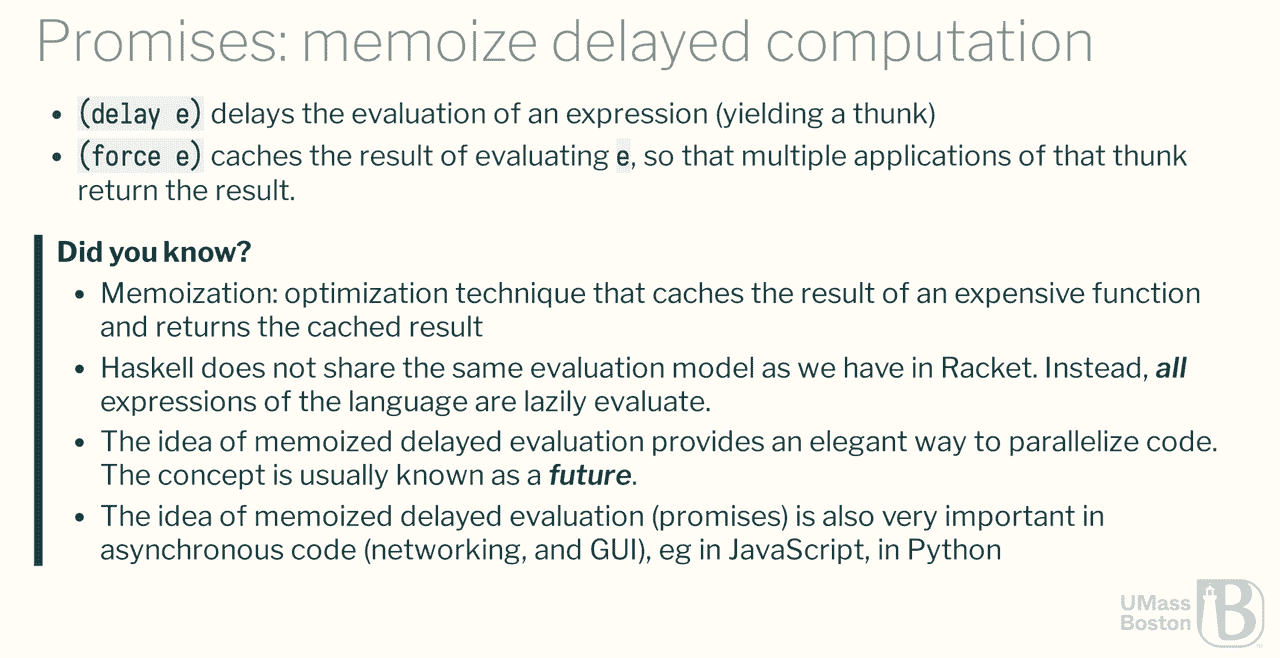 Promises: memoize delayed computation
• (delay e) delays the evaluation of an expression (yielding a thunk)
• (force e) caches the result of evaluating e, so that multiple applications of that thunk
return the result.
Did you know?
• Memoization: optimization technique that caches the result of an expensive function
and returns the cached result
• Haskell does not share the same evaluation model as we have in Racket. Instead, all
expressions of the language are lazily evaluate.
• The idea of memoized delayed evaluation provides an elegant way to parallelize code.
The concept is usually known as a future.
• The idea of memoized delayed evaluation (promises) is also very important in
asynchronous code (networking, and GUI), eg in JavaScript, in Python
UMass
Boston
B